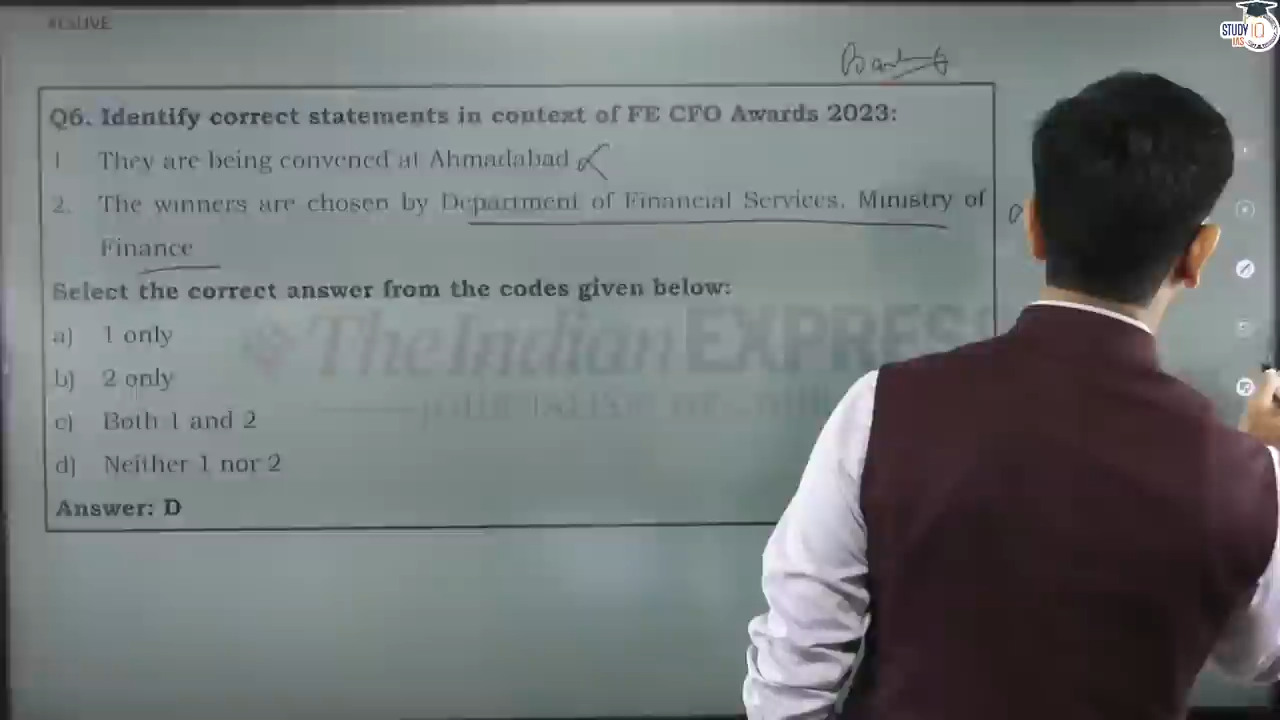 #CSLIVE
STUDY IQ
IAS
Q6. Identify correct statements in context of FE CFO Awards 2023:
1 They are being convened at Ahmadabad
2. The winners are chosen by Department of Financial Services, Ministry of
Finance
Select the correct answer from the codes given below:
a) 1 only
b) 2 only
c) Both 1 and 2
d) Neither 1 nor 2
Answer: D
The Indian EXPRESS